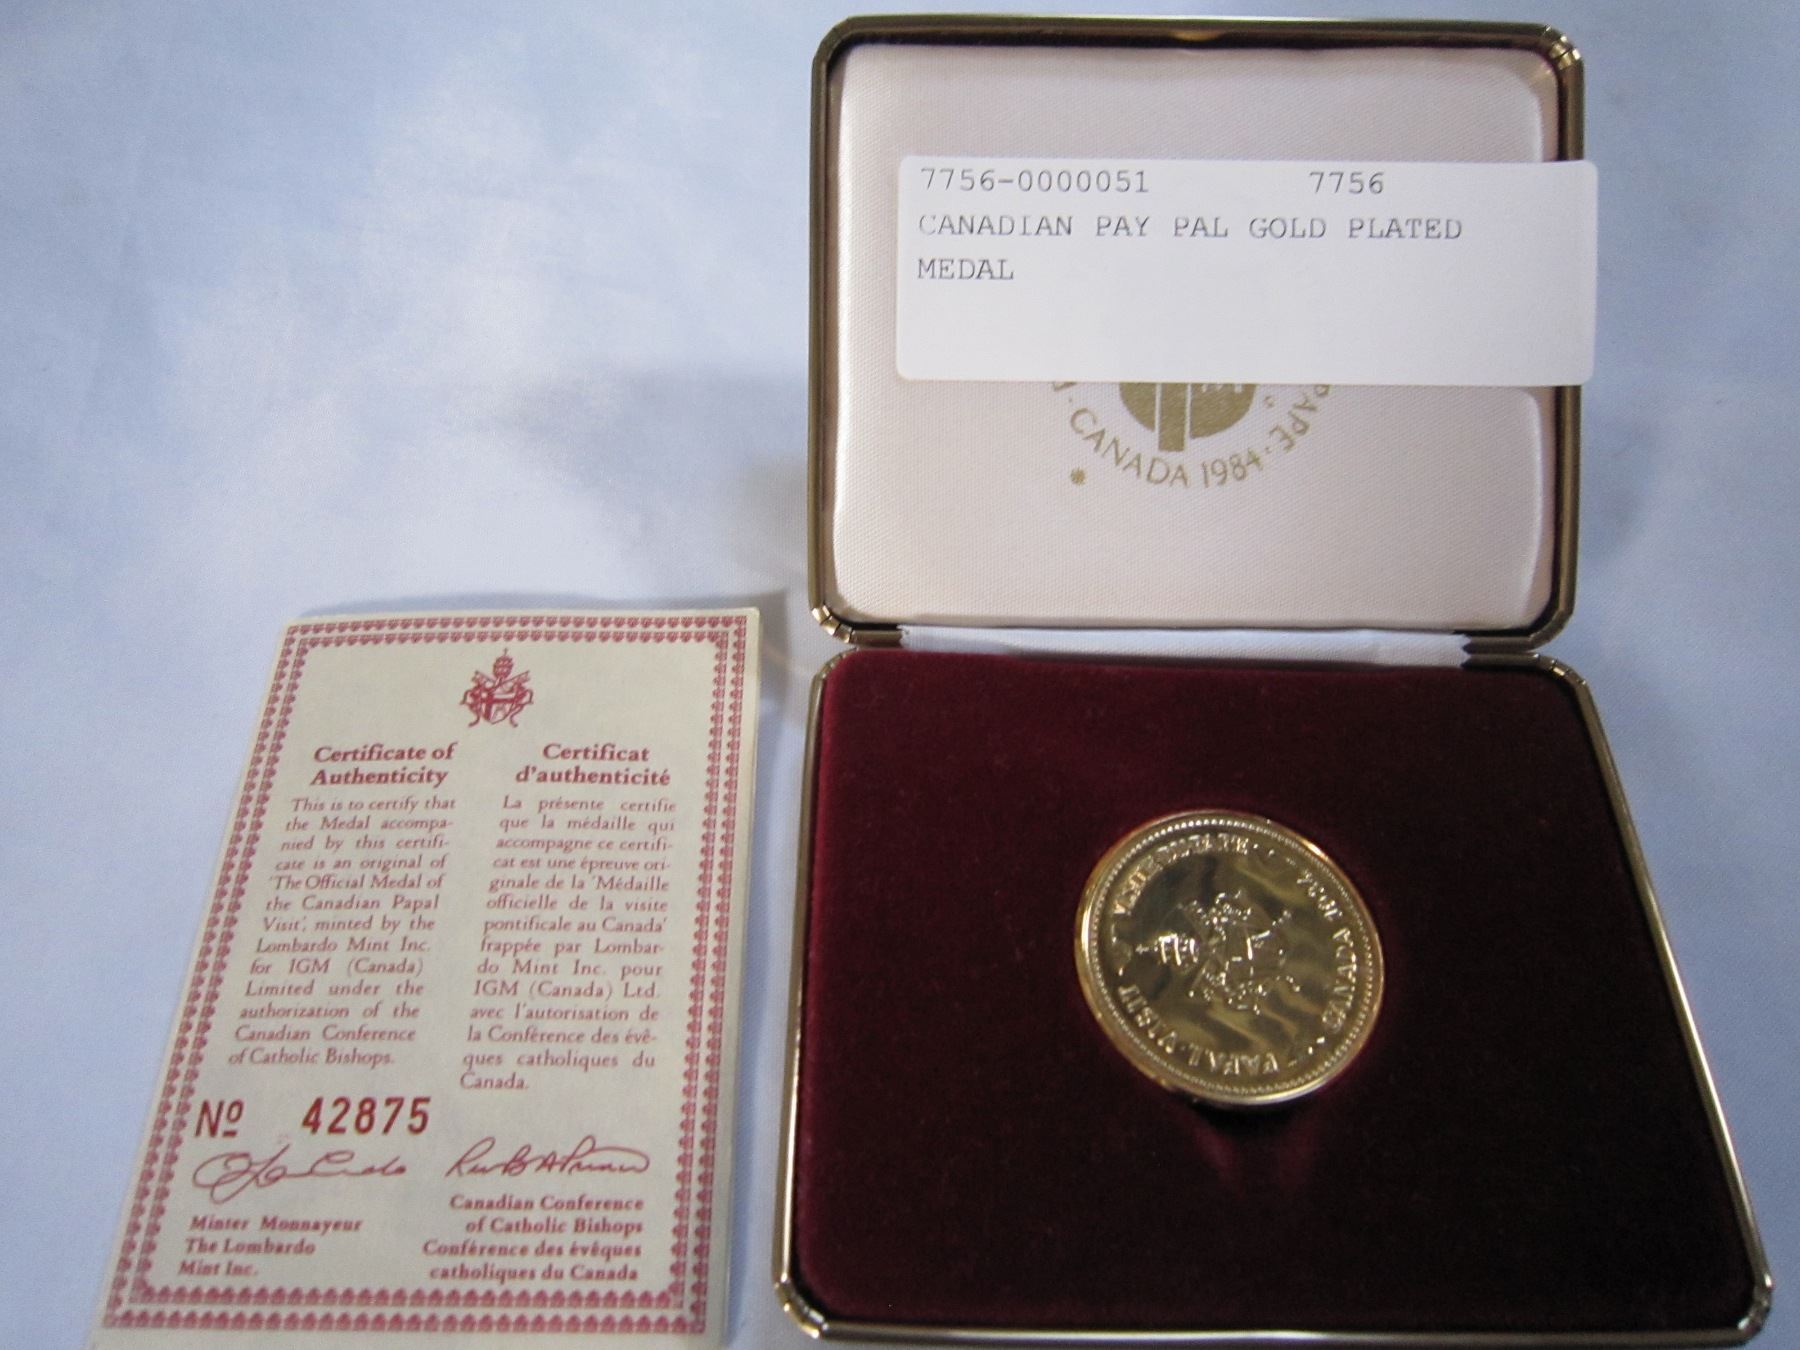 7756-0000051 7756
CANADIAN PAY PAL GOLD PLATED
MEDAL
· CANADA 1984 ·
PAPE
Certificate of
Authenticity
This is to certify that
the Medal accompa-
nied by this certifi-
cate is an original of
'The Official Medal of
the Canadian Papal
Visit', minted by the
Lombardo Mint Inc.
for IGM (Canada)
Limited under the
authorization of the
Canadian Conference
of Catholic Bishops.
Certificat
d'authenticité
La présente certifie
que la médaille qui
accompagne ce certifi-
cat est une épreuve ori-
ginale de la 'Médaille
officielle de la visite
pontificale au Canada'
frappée par Lombar-
do Mint Inc. pour
IGM (Canada) Ltd.
avec l'autorisation de
la Conférence des évê-
ques catholiques du
Canada.
Nº 42875
Minter Monnayeur
The Lombardo
Mint Inc.
Canadian Conference
of Catholic Bishops
Conférence des évêques
catholiques du Canada
PAPAL VISIT
VISITE DU PAPE
CANADA 1984